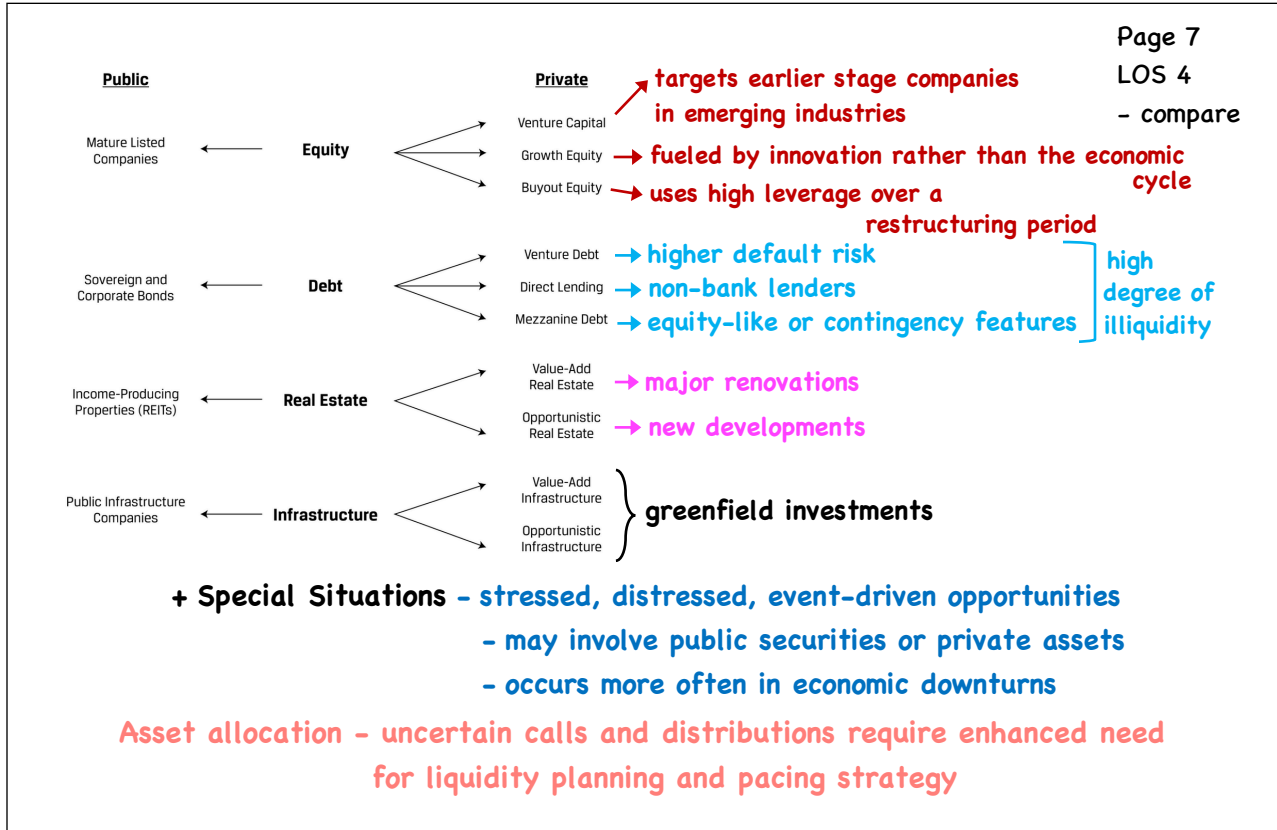 Page 7
LOS 4
- compare
Public
Private
targets earlier stage companies
in emerging industries
Venture Capital
Mature Listed
Companies
Equity
Growth Equity
fueled by innovation rather than the economic
cycle
Buyout Equity
uses high leverage over a
restructuring period
Venture Debt
higher default risk
Sovereign and
Corporate Bonds
Debt
Direct Lending
non-bank lenders
Mezzanine Debt
equity-like or contingency features
high
degree of
illiquidity
Value-Add
Real Estate
major renovations
Income-Producing
Properties (REITs)
Real Estate
Opportunistic
Real Estate
new developments
Value-Add
Infrastructure
Public Infrastructure
Companies
Infrastructure
greenfield investments
Opportunistic
Infrastructure
+ Special Situations - stressed, distressed, event-driven opportunities
- may involve public securities or private assets
- occurs more often in economic downturns
Asset allocation - uncertain calls and distributions require enhanced need
for liquidity planning and pacing strategy